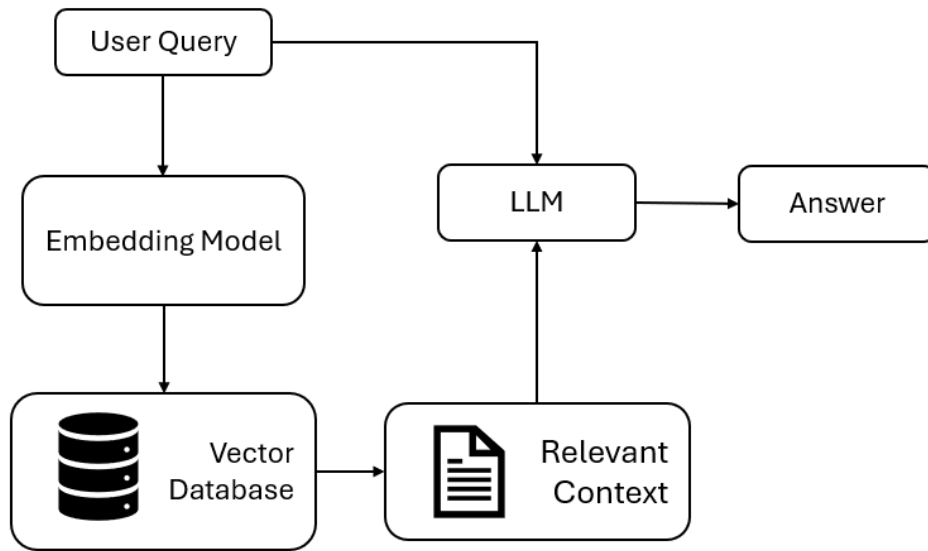 User Query
Embedding Model
LLM
Answer
Vector
Database
Relevant
Context